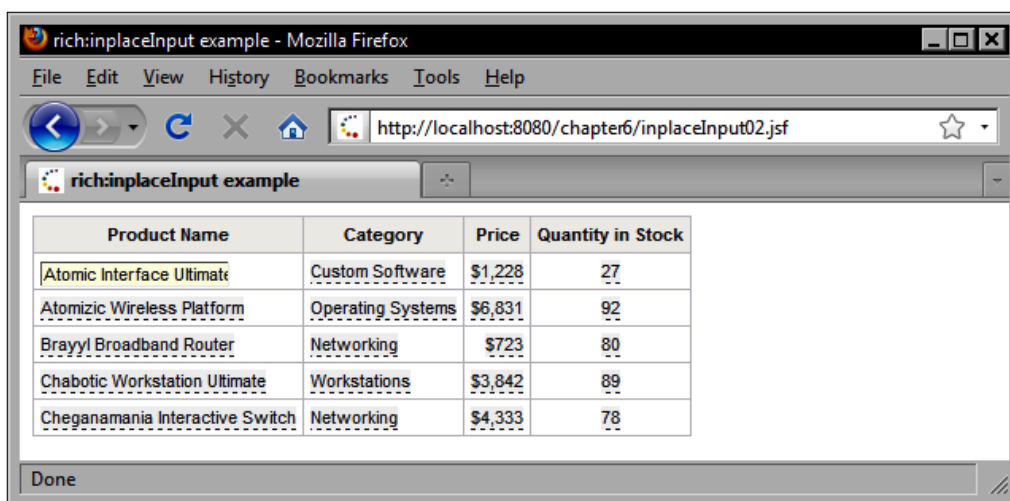 rich:inplaceInput example - Mozilla Firefox
File Edit View History Bookmarks Tools Help
http://localhost:8080/chapter6/inplaceInput02.jsf
rich:inplaceInput example
Product Name Category Price Quantity in Stock
Atomic Interface Ultimate Custom Software $1,228 27
Atomizic Wireless Platform Operating Systems $6,831 92
Brayyl Broadband Router Networking $723 80
Chabotic Workstation Ultimate Workstations $3,842 89
Cheganamania Interactive Switch Networking $4,333 78
Done